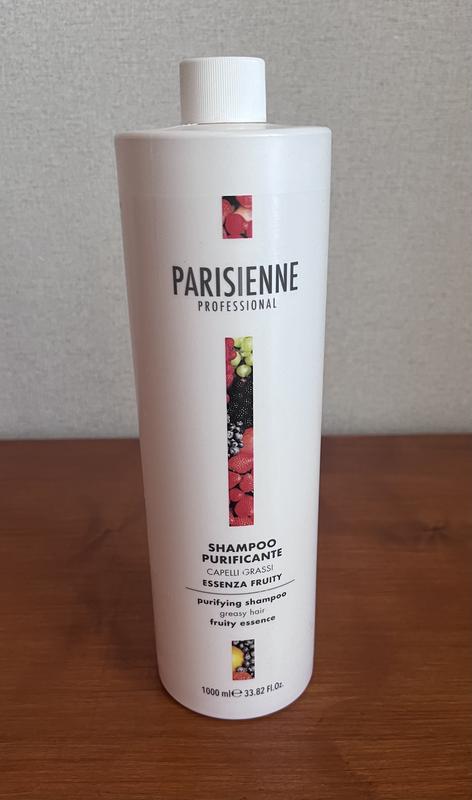 PARISIENNE
PROFESSIONAL
SHAMPOO
PURIFICANTE
CAPELLI GRASSI
ESSENZA FRUITY
purifying shampoo
greasy hair
fruity essence
1000 ml℮ 33.82 Fl.Oz.